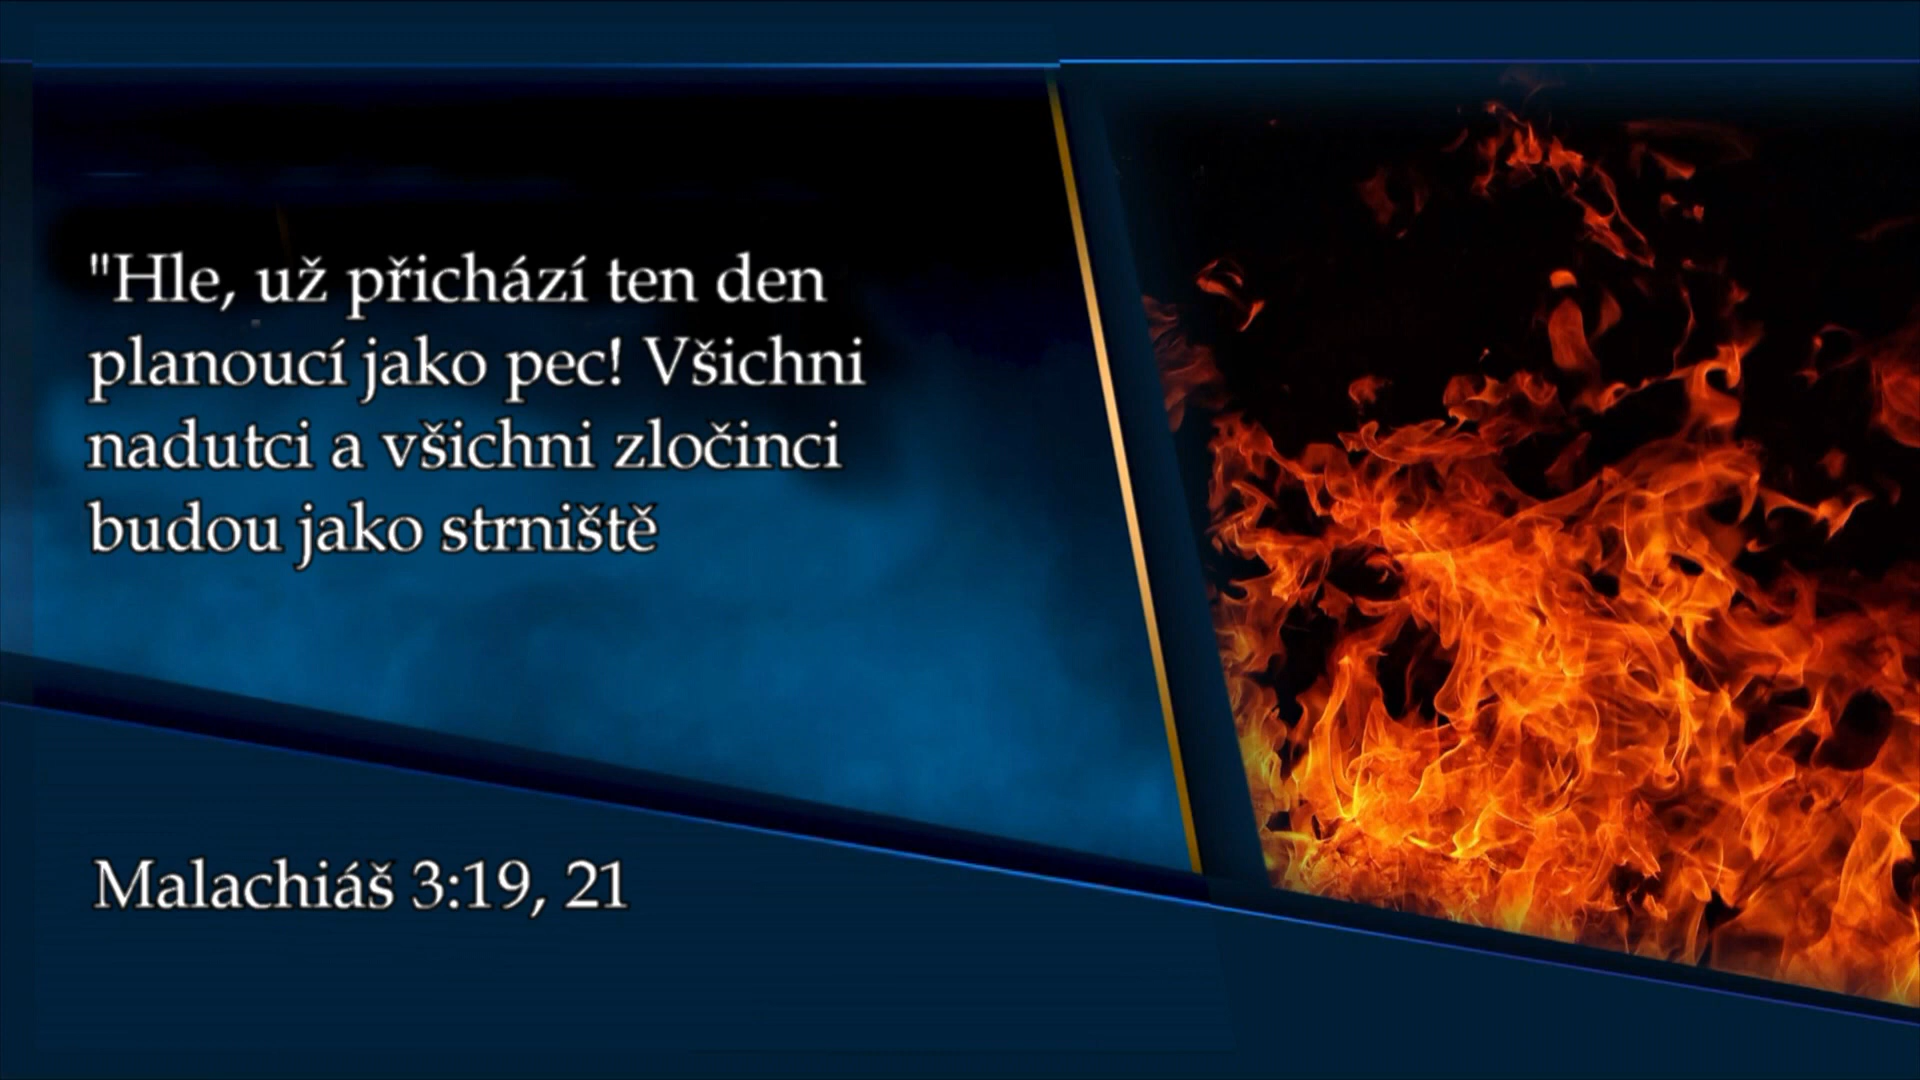 "Hle, už přichází ten den
planoucí jako pec! Všichni
nadutci a všichni zločinci
budou jako strniště
Malachiáš 3:19, 21